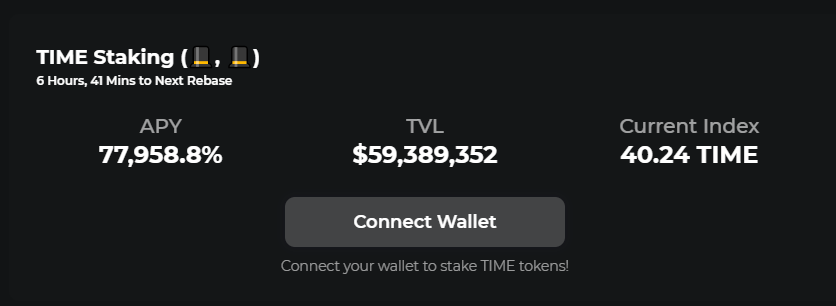 TIME Staking (🎩, 🎩)
6 Hours, 41 Mins to Next Rebase
APY
77,958.8%
TVL
$59,389,352
Current Index
40.24 TIME
Connect Wallet
Connect your wallet to stake TIME tokens!